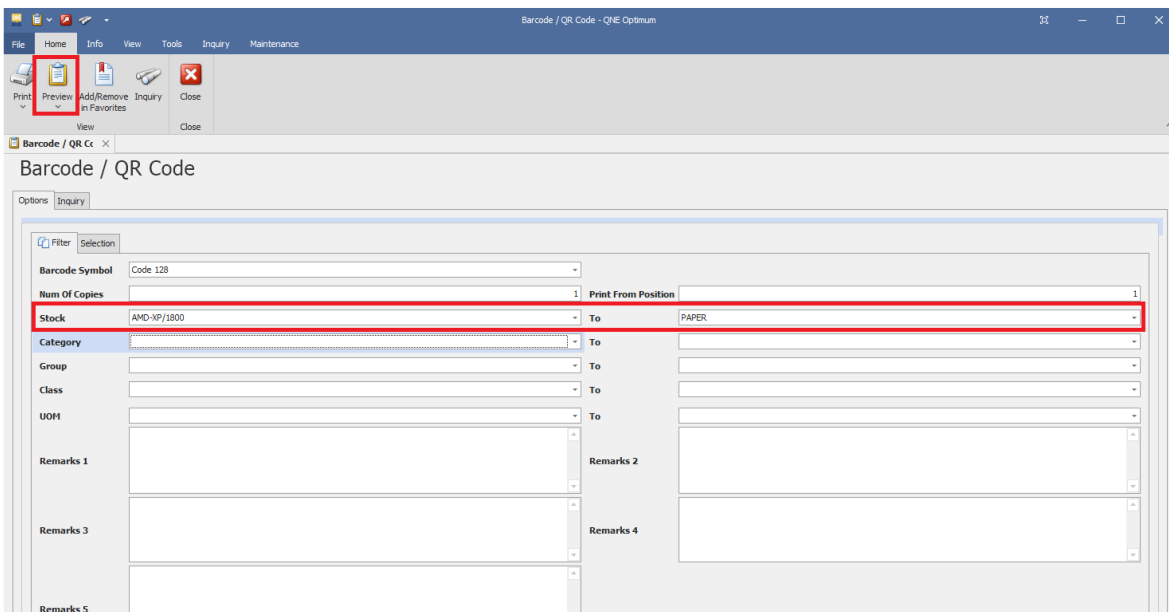 Barcode / QR Code - QNE Optimum
File Home Info View Tools Inquiry Maintenance
Print Preview Add/Remove in Favorites Inquiry Close
View Close
Barcode / QR Cc
Barcode / QR Code
Options Inquiry
Filter Selection
Barcode Symbol Code 128
Num Of Copies 1 Print From Position 1
Stock AMD-XP/1800 To PAPER
Category To
Group To
Class To
UOM To
Remarks 1 Remarks 2
Remarks 3 Remarks 4
Remarks 5